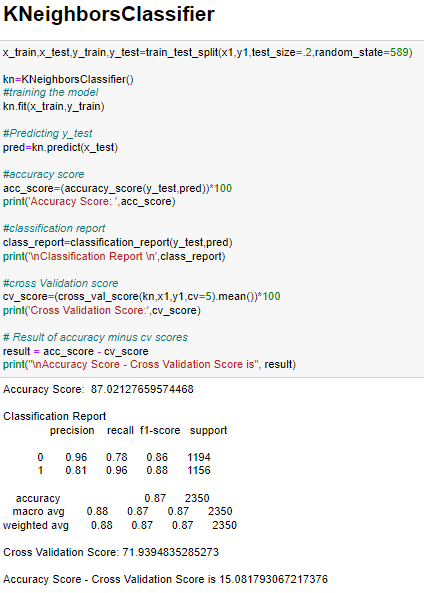 KNeighborsClassifier
x_train,x_test,y_train,y_test=train_test_split(x1,y1,test_size=.2,random_state=589)
kn=KNeighborsClassifier()
#training the model
kn.fit(x_train,y_train)
#Predicting y_test
pred=kn.predict(x_test)
#accuracy score
acc_score=(accuracy_score(y_test,pred))*100
print('Accuracy Score: ',acc_score)
#classification report
class_report=classification_report(y_test,pred)
print('\nClassification Report \n',class_report)
#cross Validation score
cv_score=(cross_val_score(kn,x1,y1,cv=5).mean())*100
print('Cross Validation Score:',cv_score)
# Result of accuracy minus cv scores
result = acc_score - cv_score
print("\nAccuracy Score - Cross Validation Score is", result)
Accuracy Score:  87.02127659574468
Classification Report
precision recall f1-score support
0 0.96 0.78 0.86 1194
1 0.81 0.96 0.88 1156
accuracy 0.87 2350
macro avg 0.88 0.87 0.87 2350
weighted avg 0.88 0.87 0.87 2350
Cross Validation Score: 71.9394835285273
Accuracy Score - Cross Validation Score is 15.081793067217376